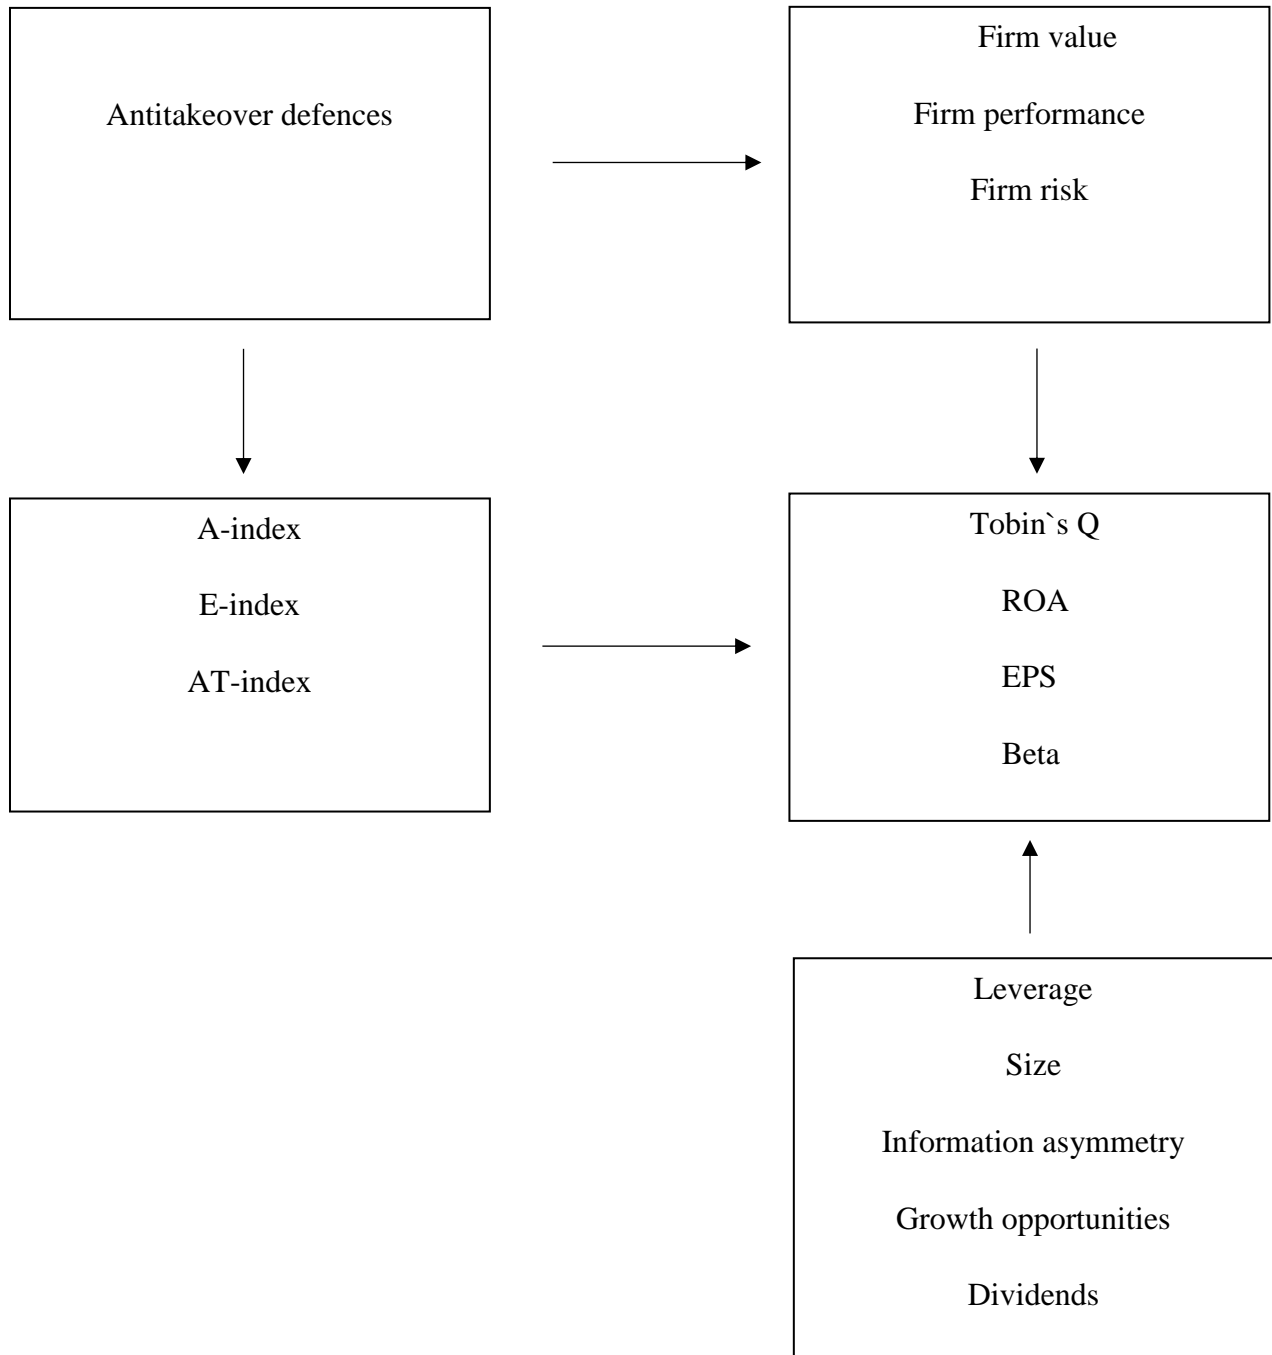 Antitakeover defences
Firm value
Firm performance
Firm risk
A-index
E-index
AT-index
Tobin`s Q
ROA
EPS
Beta
Leverage
Size
Information asymmetry
Growth opportunities
Dividends